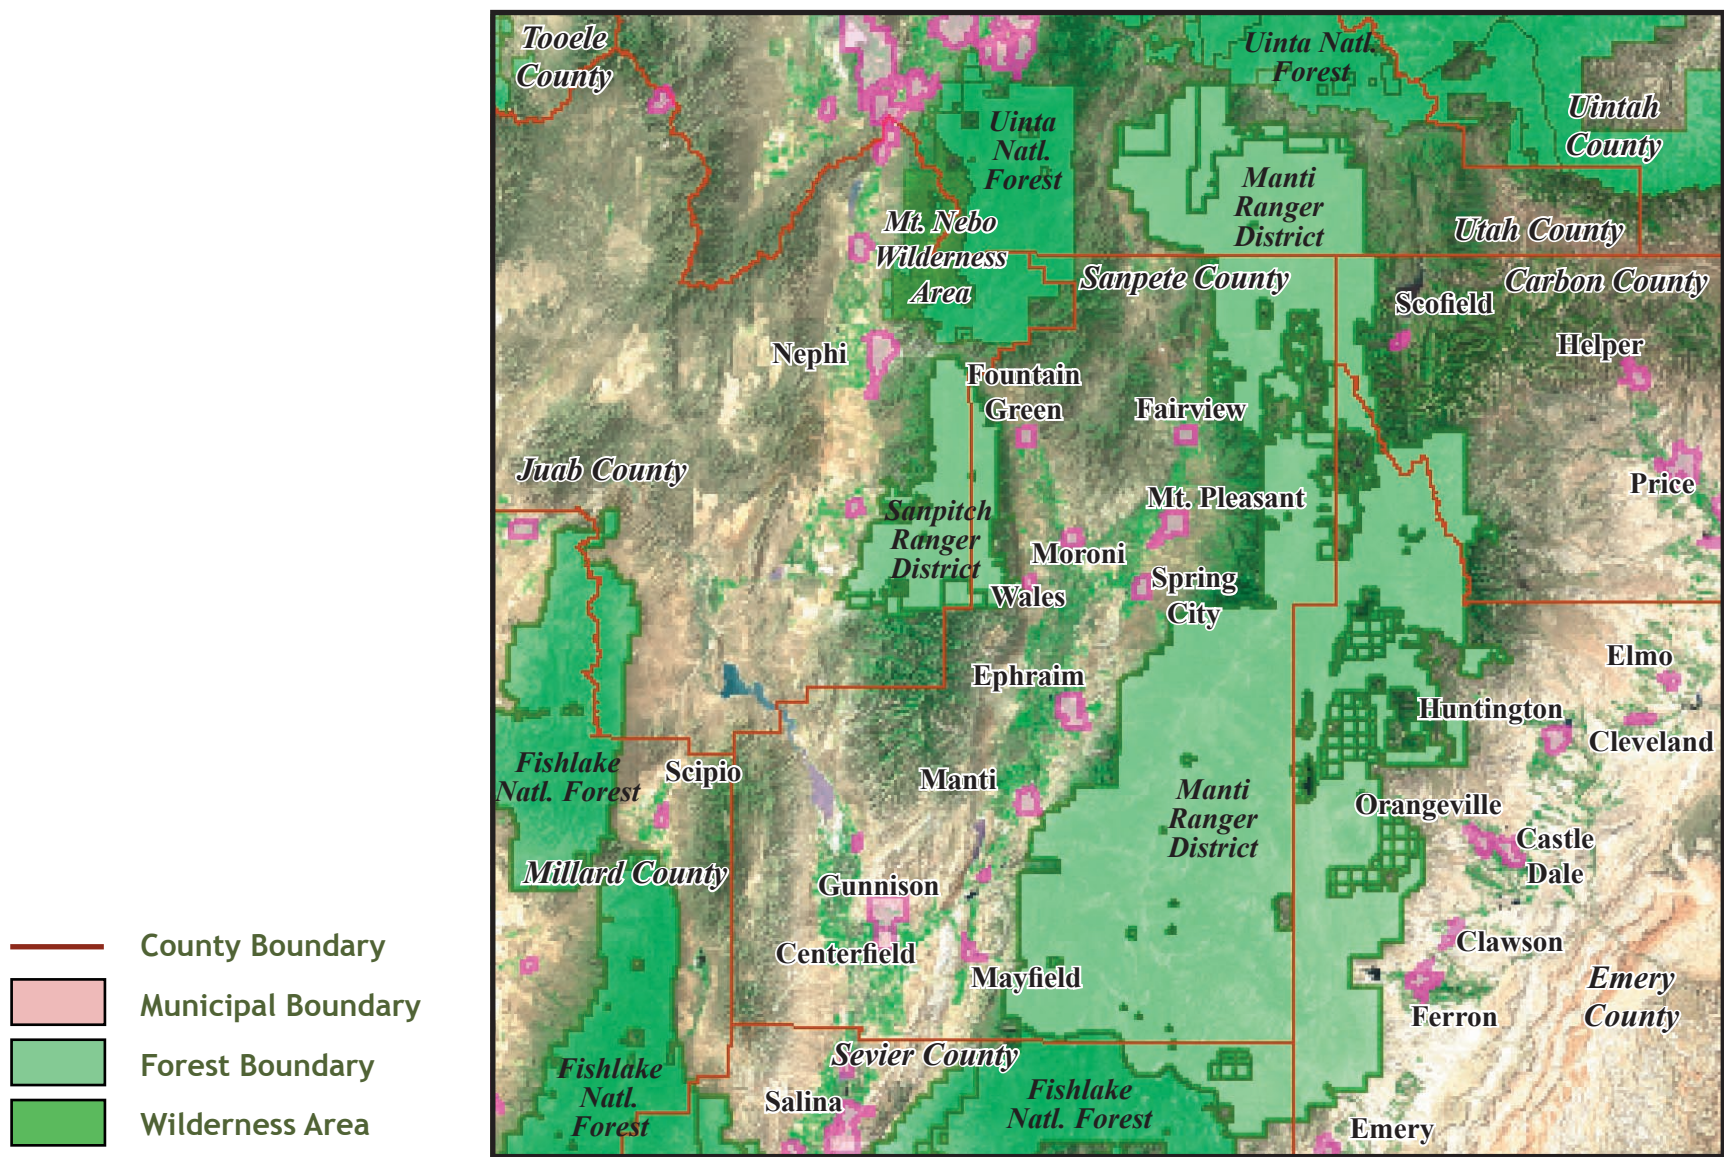 Tooele
County
Uinta Natl.
Forest
Uintah
County
Uinta
Natl.
Forest
Manti
Ranger
District
Utah County
Mt. Nebo
Wilderness
Area
Sanpete County
Carbon County
Scofield
Nephi
Helper
Fountain
Green
Fairview
Juab County
Price
Mt. Pleasant
Sanpitch
Ranger
District
Moroni
Wales
Spring
City
Elmo
Ephraim
Huntington
Cleveland
Fishlake
Natl. Forest
Scipio
Manti
Manti
Ranger
District
Orangeville
Castle
Dale
Millard County
Gunnison
Centerfield
Clawson
Mayfield
Emery
County
Ferron
Sevier County
Fishlake
Natl.
Forest
Salina
Fishlake
Natl. Forest
Emery
County Boundary
Municipal Boundary
Forest Boundary
Wilderness Area